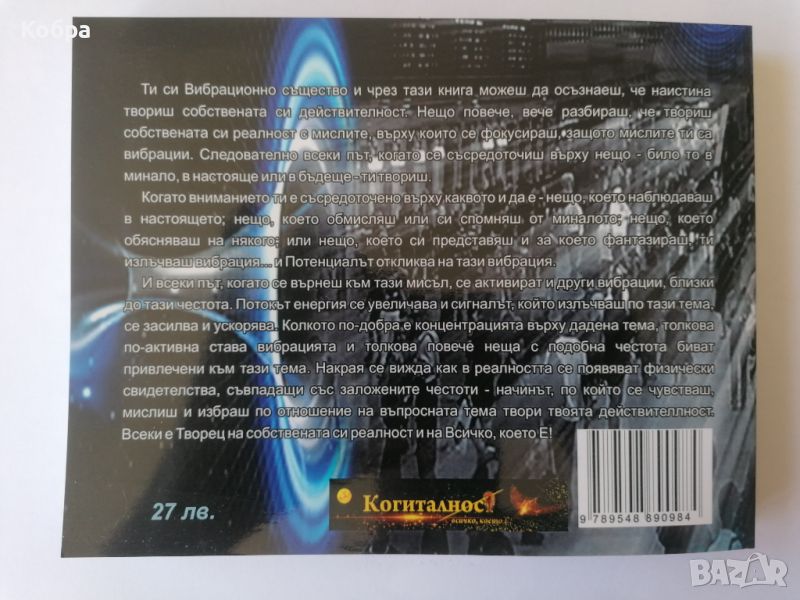 Кобра
Ти си Вибрационно същество и чрез тази книга можеш да осъзнаеш, че наистина
твориш собствената си действителност. Нещо повече, вече разбираш, че твориш
собствената си реалност с мислите, върху които се фокусираш, защото мислите ти са
вибрации. Следователно всеки път, когато се съсредоточиш върху нещо - било то в
минало, в настояще или в бъдеще - ти твориш.
Когато вниманието ти е съсредоточено върху каквото и да е - нещо, което наблюдаваш
в настоящето; нещо, което обмисляш или си спомняш от миналото; нещо, което
обясняваш на някого; или нещо, което си представяш и за което фантазираш, ти
излъчваш вибрация... и Потенциалът откликва на тази вибрация.
И всеки път, когато се върнеш към тази мисъл, се активират и други вибрации, близки
до тази честота. Потокът енергия се увеличава и сигналът, който излъчваш по тази тема,
се засилва и ускорява. Колкото по-добра е концентрацията върху дадена тема, толкова
по-активна става вибрацията и толкова повече неща с подобна честота биват
привлечени към тази тема. Накрая се вижда как в реалността се появяват физически
свидетелства, съвпадащи със заложените честоти - начинът, по който се чувстваш,
мислиш и избраш по отношение на въпросната тема твори твоята действителлност.
Всеки е Творец на собствената си реалност и на Всичко, което Е!
27 лв.
Когиталност
всичко, което
9 789548 890984
BAZAR